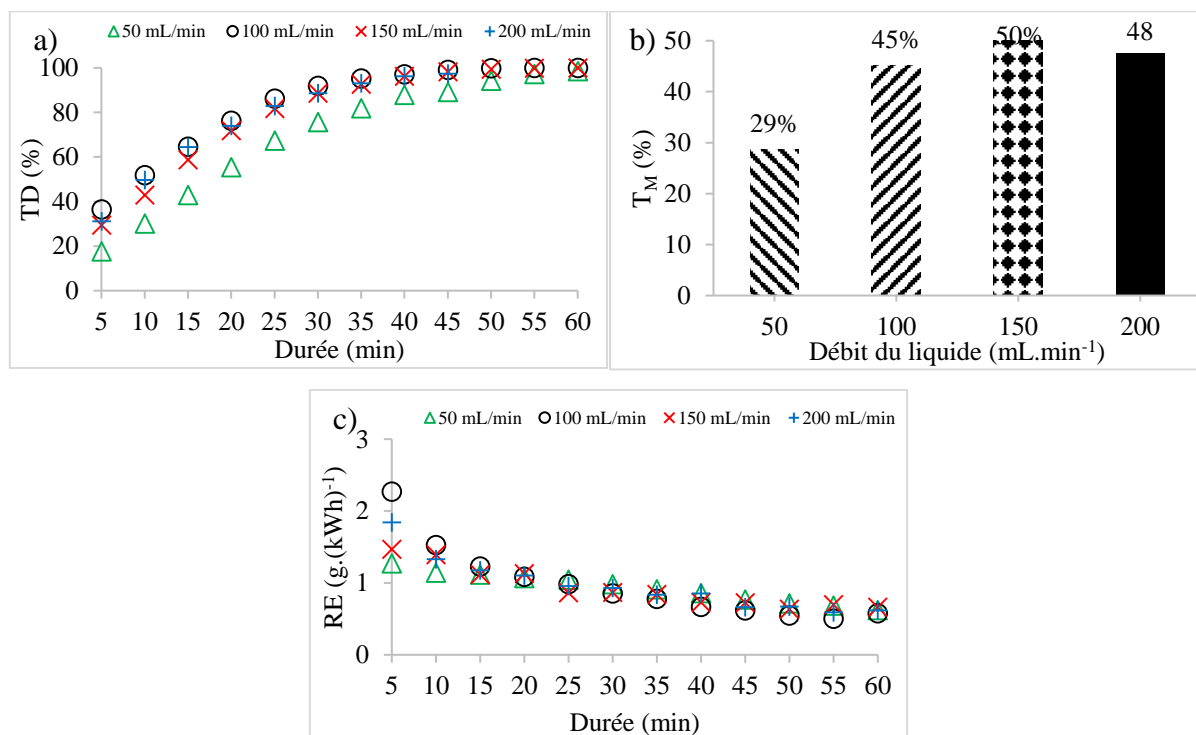 a)
50 mL/min 100 mL/min 150 mL/min 200 mL/min
TD (%)
100
80
60
40
20
0
5 10 15 20 25 30 35 40 45 50 55 60
Durée (min)
b)
T_M (%)
50
40
30
20
10
0
29%
45%
50%
48
50 100 150 200
Débit du liquide (mL.min⁻¹)
c)
50 mL/min 100 mL/min 150 mL/min 200 mL/min
RE (g.(kWh)⁻¹
3
2
1
0
5 10 15 20 25 30 35 40 45 50 55 60
Durée (min)